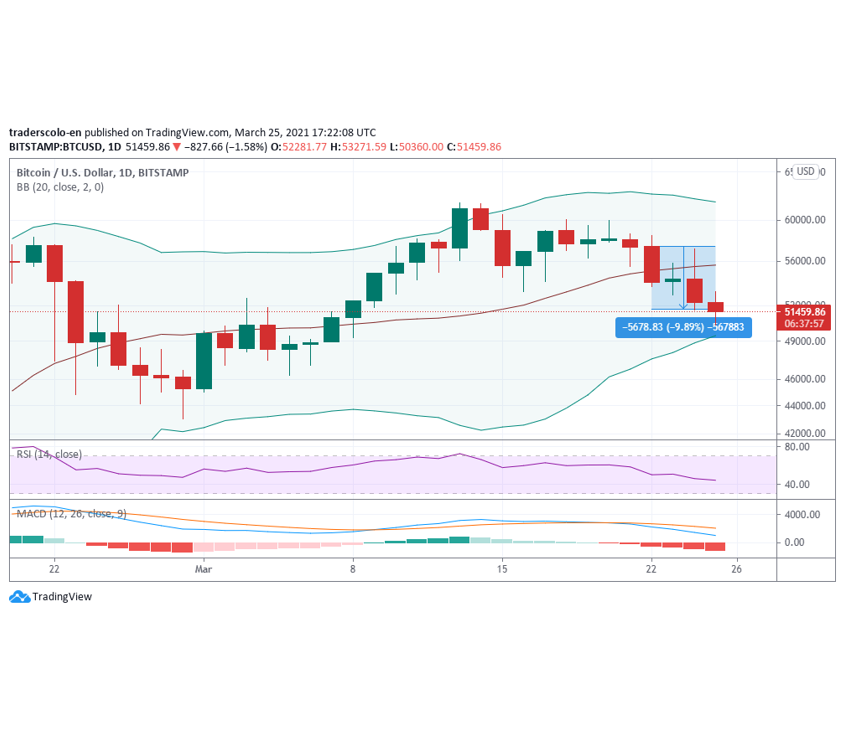 traderscolo-en published on TradingView.com, March 25, 2021 17:22:08 UTC
BITSTAMP:BTCUSD, 1D 51459.86 ▼ −827.66 (−1.58%) O:52281.77 H:53271.59 L:50360.00 C:51459.86
Bitcoin / U.S. Dollar, 1D, BITSTAMP
USD
BB (20, close, 2, 0)
60000.00
56000.00
51459.86
06:37:57
−5678.83 (−9.89%) −567883
49000.00
46000.00
44000.00
42000.00
80.00
RSI (14, close)
40.00
MACD (12, 26, close, 9)
4000.00
0.00
22 Mar 8 15 22 26
TradingView